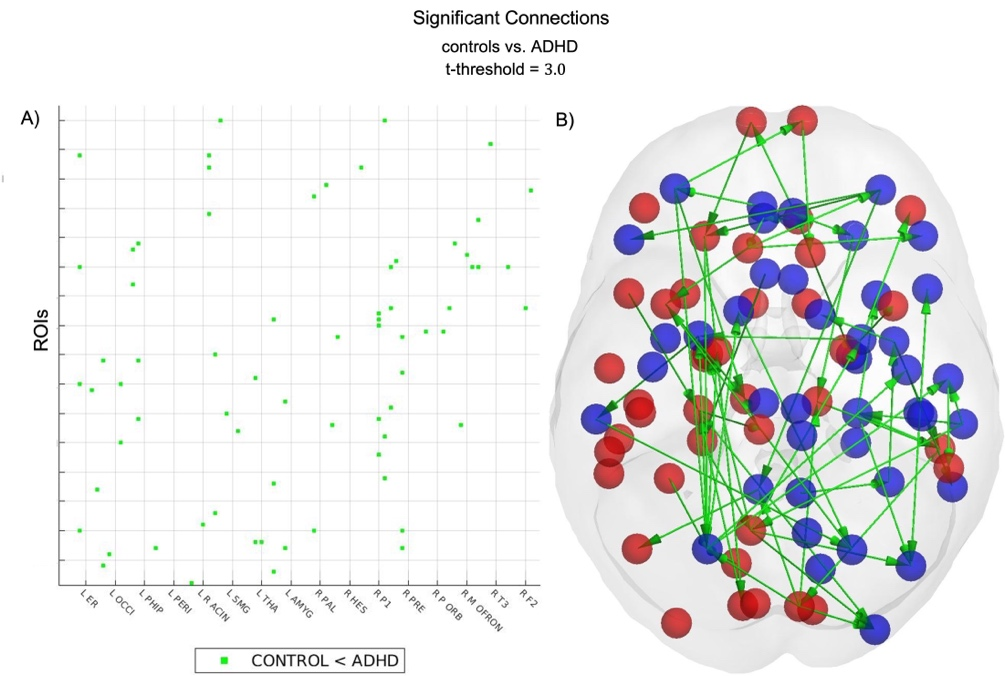 Significant Connections
controls vs. ADHD
t-threshold = 3.0
A)
B)
ROIs
L ER
L OCCI
L PHIP
L PERI
L R ACIN
L SMG
L THA
L AMYG
R PAL
R HES
R P1
R PRE
R P ORB
R M OFRON
R T3
R F2
CONTROL < ADHD